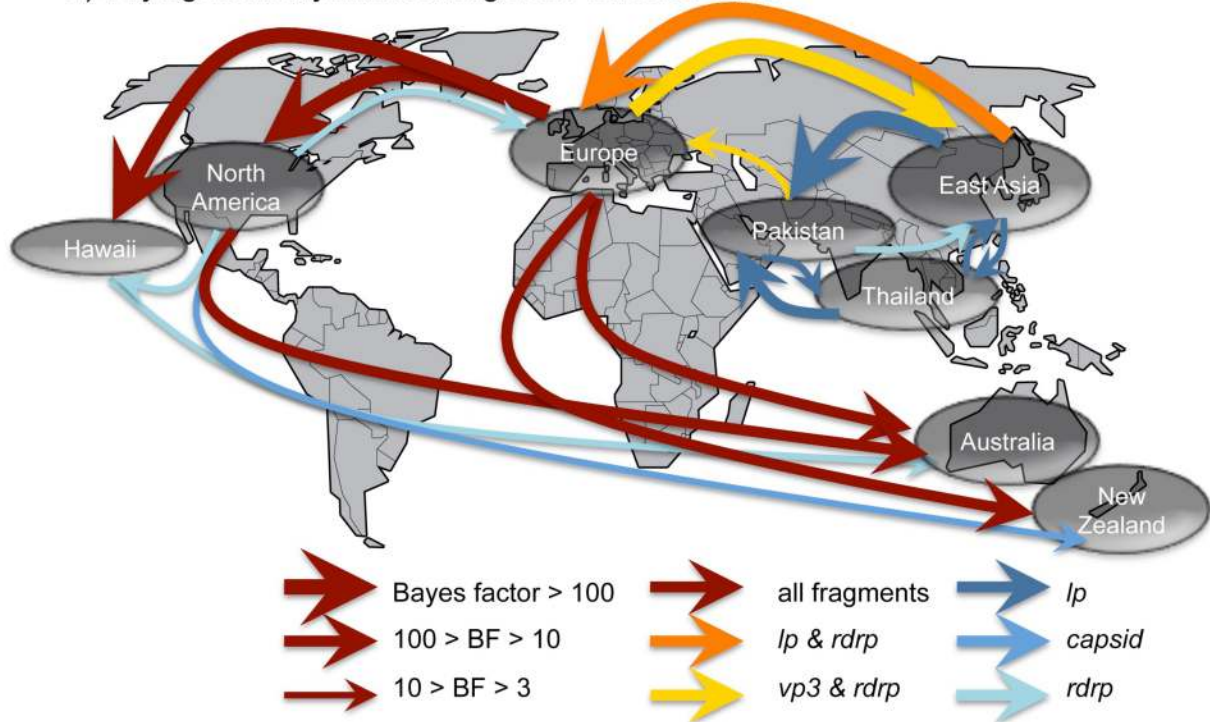 North
America
Hawaii
Europe
East Asia
Pakistan
Thailand
Australia
New
Zealand
Bayes factor > 100
all fragments
lp
100 > BF > 10
lp & rdrp
capsid
10 > BF > 3
vp3 & rdrp
rdrp